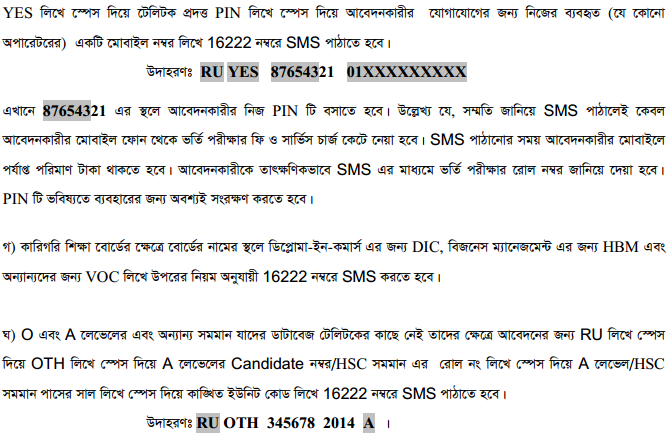 YES লিখে স্পেস দিয়ে টেলিটক প্রদত্ত PIN লিখে স্পেস দিয়ে আবেদনকারীর যোগাযোগের জন্য নিজের ব্যবহৃত (যে কোনো
অপারেটরের) একটি মোবাইল নম্বর লিখে 16222 নম্বরে SMS পাঠাতে হবে।
উদাহরণঃ RU YES 87654321 01XXXXXXXXX
এখানে 87654321 এর স্থলে আবেদনকারীর নিজ PIN টি বসাতে হবে। উল্লেখ্য যে, সম্মতি জানিয়ে SMS পাঠালেই কেবল
আবেদনকারীর মোবাইল ফোন থেকে ভর্তি পরীক্ষার ফি ও সার্ভিস চার্জ কেটে নেয়া হবে। SMS পাঠানোর সময় আবেদনকারীর মোবাইলে
পর্যাপ্ত পরিমাণ টাকা থাকতে হবে। আবেদনকারীকে তাৎক্ষণিকভাবে SMS এর মাধ্যমে ভর্তি পরীক্ষার রোল নম্বর জানিয়ে দেয়া হবে।
PIN টি ভবিষ্যতে ব্যবহারের জন্য অবশ্যই সংরক্ষণ করতে হবে।
গ) কারিগরি শিক্ষা বোর্ডের ক্ষেত্রে বোর্ডের নামের স্থলে ডিপ্লোমা-ইন-কমার্স এর জন্য DIC, বিজনেস ম্যানেজমেন্ট এর জন্য HBM এবং
অন্যান্যদের জন্য VOC লিখে উপরের নিয়ম অনুযায়ী 16222 নম্বরে SMS করতে হবে।
ঘ) O এবং A লেভেলের এবং অন্যান্য সমমান যাদের ডাটাবেজ টেলিটকের কাছে নেই তাদের ক্ষেত্রে আবেদনের জন্য RU লিখে স্পেস
দিয়ে OTH লিখে স্পেস দিয়ে A লেভেলের Candidate নম্বর/HSC সমমান এর রোল নং লিখে স্পেস দিয়ে A লেভেল/HSC
সমমান পাসের সাল লিখে স্পেস দিয়ে কাঙ্খিত ইউনিট কোড লিখে 16222 নম্বরে SMS পাঠাতে হবে।
উদাহরণঃ RU OTH 345678 2014 A ।